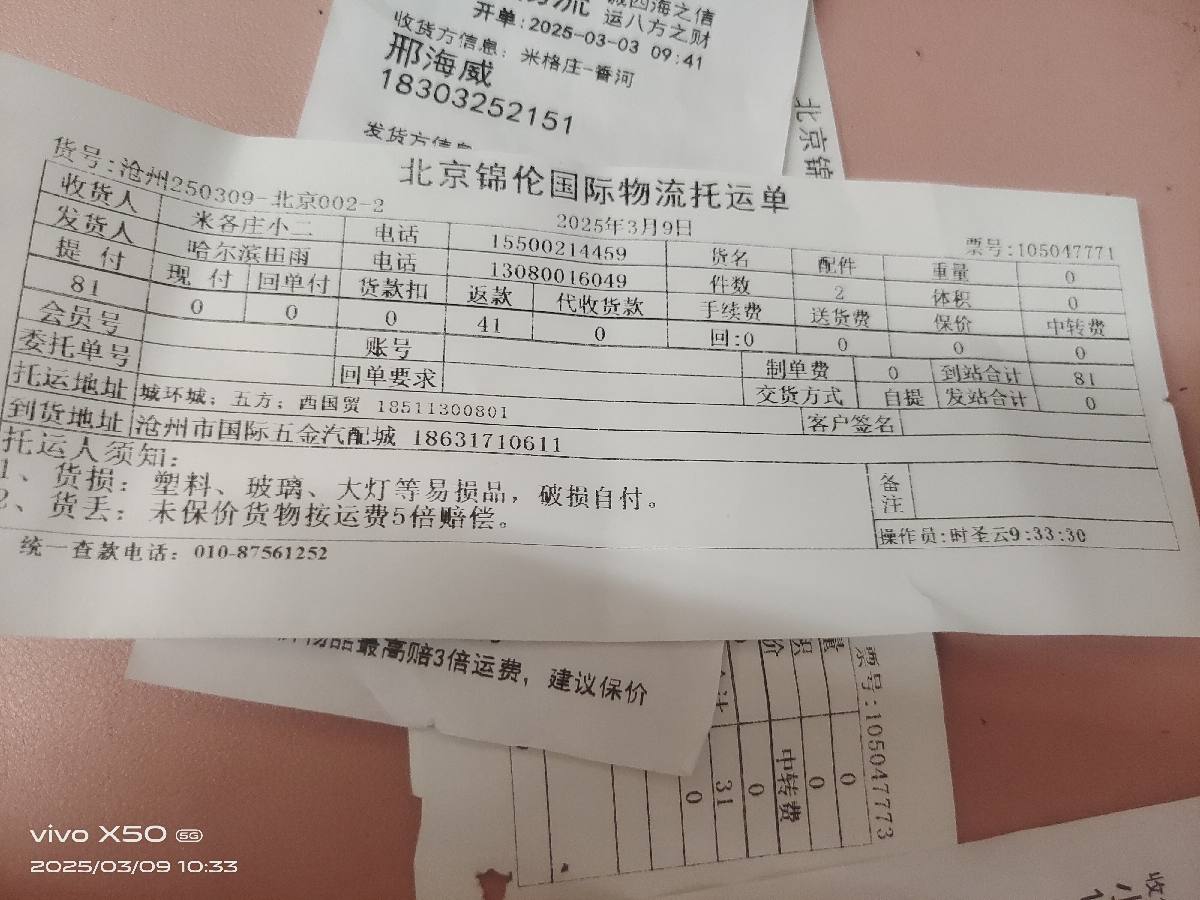 诚四海之信
运八方之财
开单:2025-03-03 09:41
收货方信息: 米格庄-香河
邢海威
18303252151
发货方信息
北京锦
北京锦伦国际物流托运单
货号:沧州250309-北京002-2
2025年3月9日
票号:105047771
收货人 米各庄小二 电话 15500214459 货名 配件 重量 0
发货人 哈尔滨田雨 电话 13080016049 件数 2 体积 0
提 付 现 付 回单付 货款扣 返款 代收货款 手续费 送货费 保价 中转费
81 0 0 0 41 0 回:0 0 0 0
会员号 账号 制单费 0 到站合计 81
委托单号 回单要求 交货方式 自提 发站合计 0
托运地址 城环城；五方；西国贸 18511300801 客户签名
到货地址 沧州市国际五金汽配城 18631710611
托运人须知:
1、货损：塑料、玻璃、大灯等易损品，破损自付。
2、货丢：未保价货物按运费5倍赔偿。
备注
操作员:时圣云9:33:30
统一查款电话：010-87561252
最高赔3倍运费，建议保价
票号:105047773
中转费
0
0
0
31
0
vivo X50 5G
2025/03/09 10:33